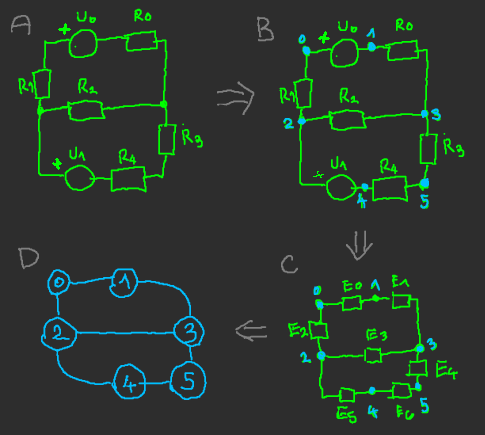 A
+ U0 R0
R1
R2
R3
+ U1 R4
B
0 + U0 1 R0
R1
R2
2 3
R3
+ U1 R4
4 5
C
0 E0 1 E1
E2
E3
2 3
E4
E5 4 E6 5
D
0 1
2 3
4 5